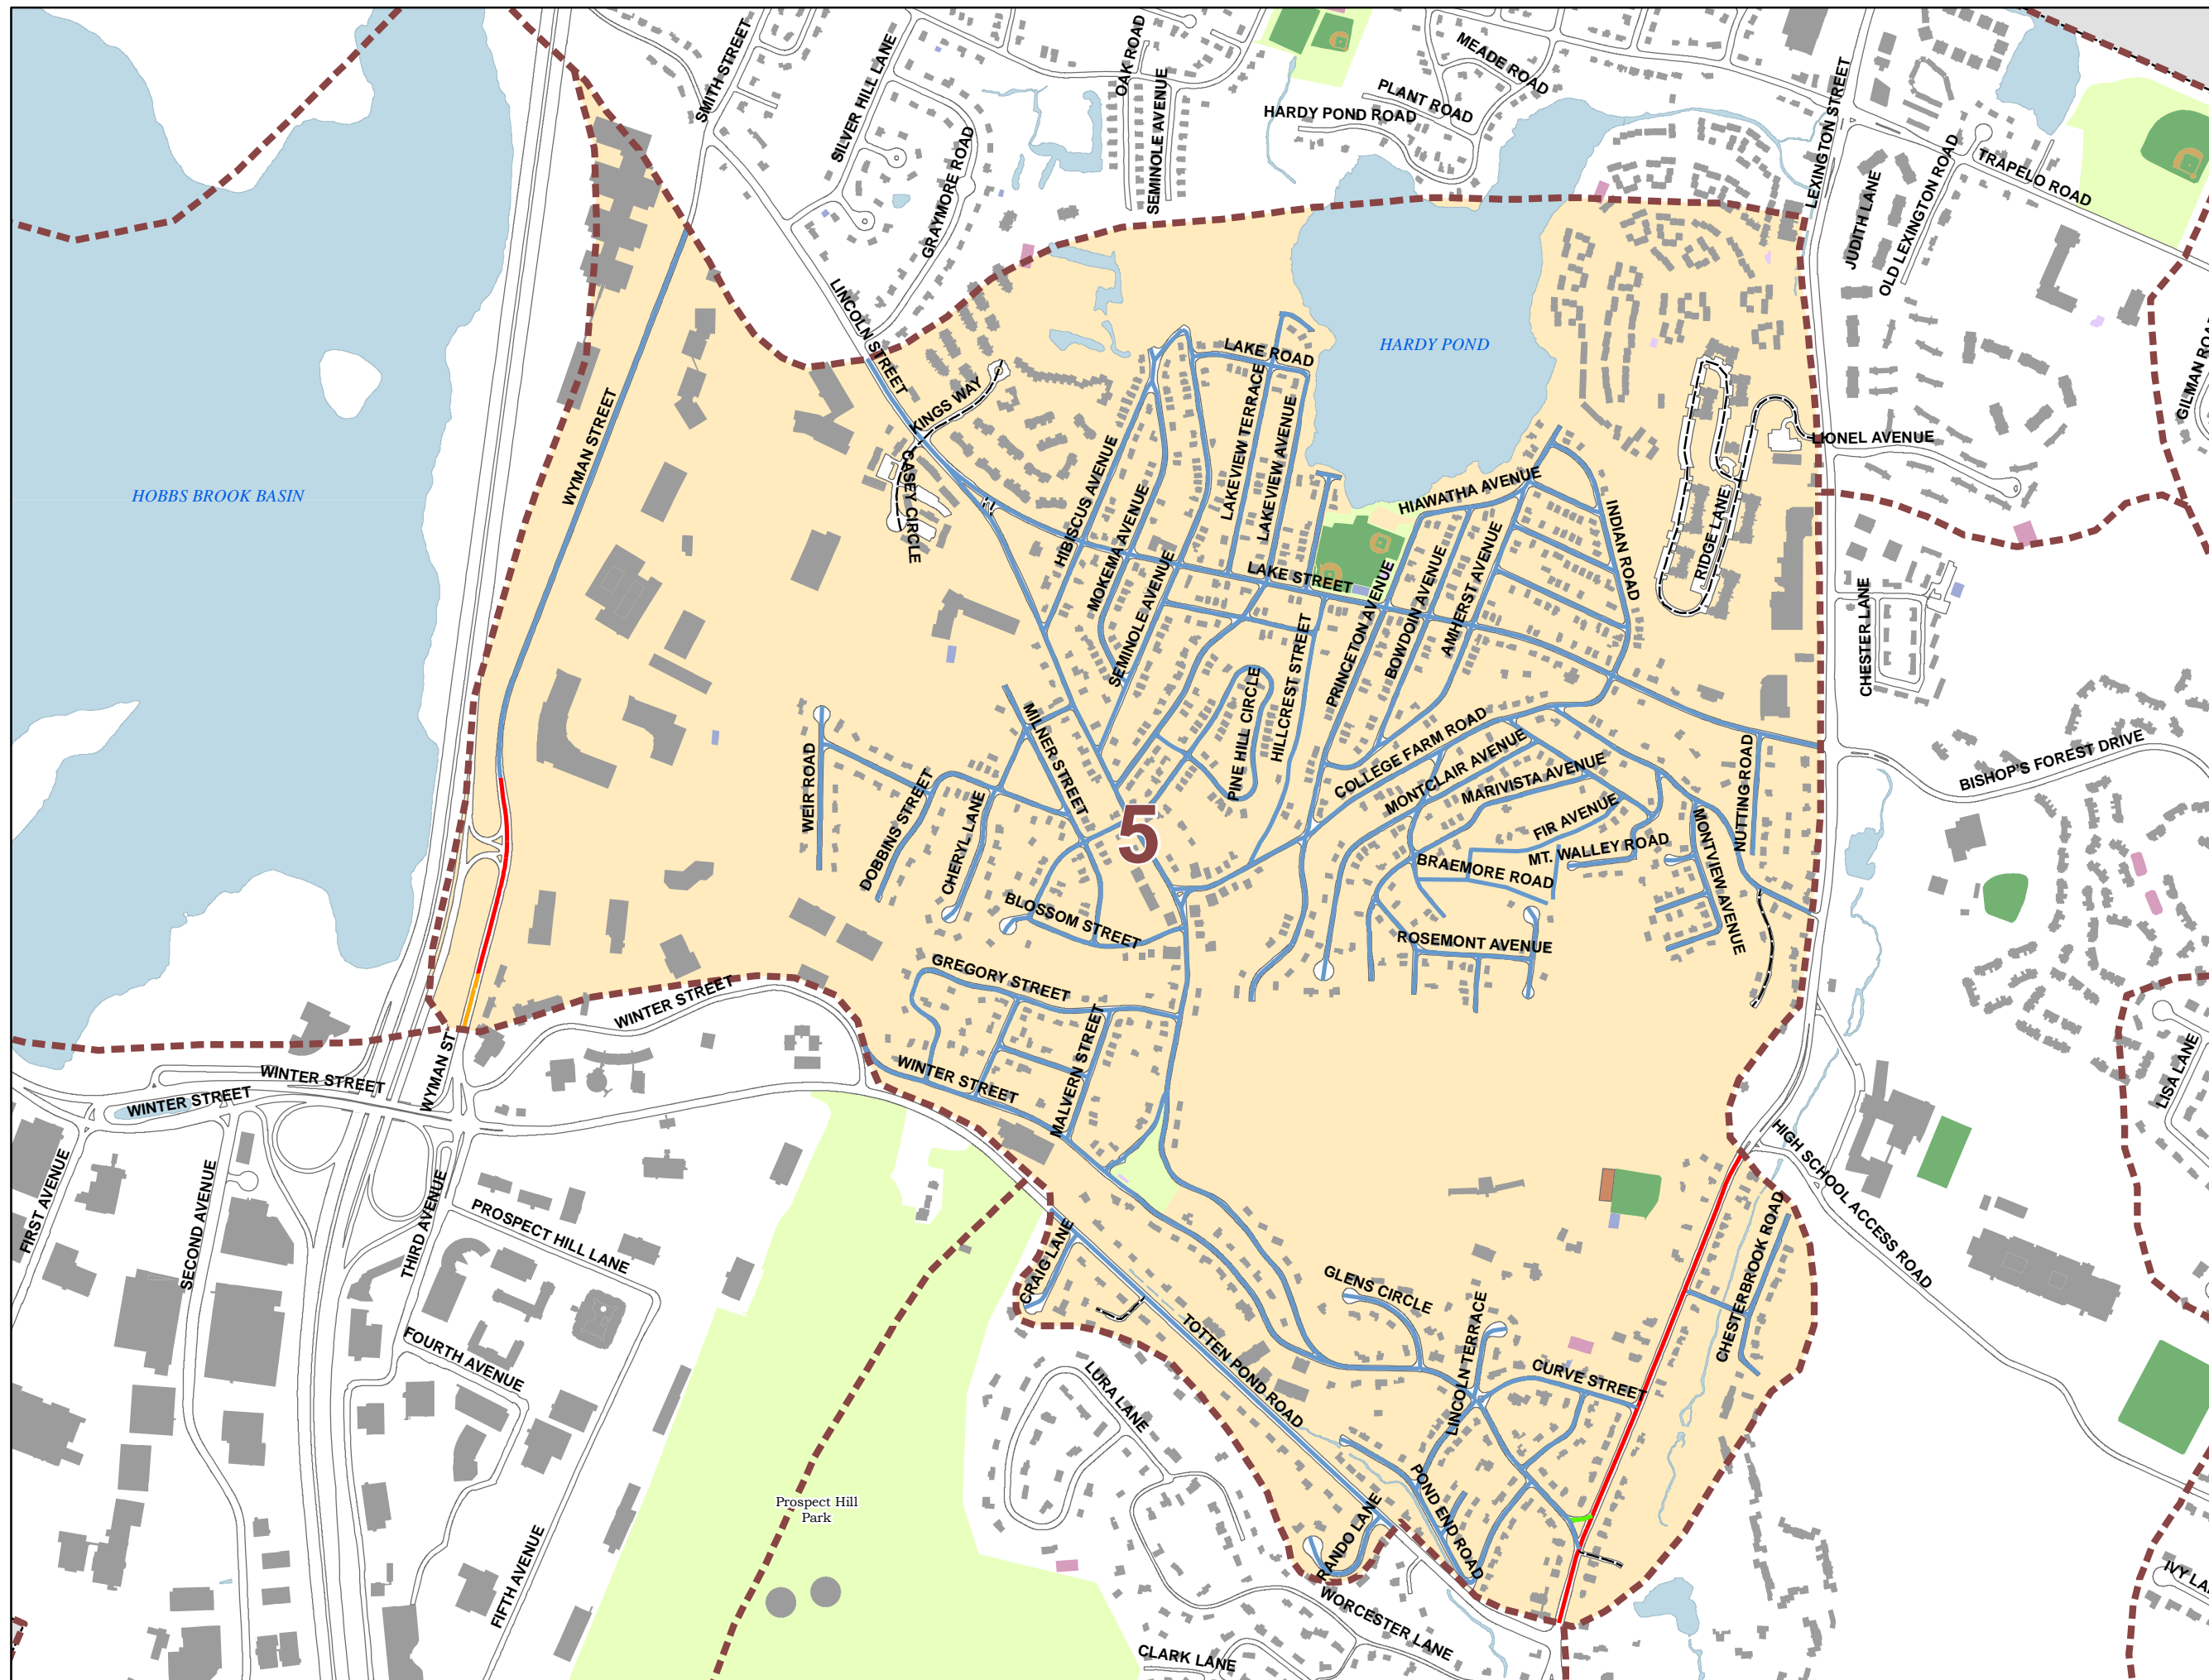 SMITH STREET
SILVER HILL LANE
OAK ROAD
SEMINOLE AVENUE
MEADE ROAD
PLANT ROAD
HARDY POND ROAD
LEXINGTON STREET
GRAYMORE ROAD
JUDITH LANE
OLD LEXINGTON ROAD
TRAPELO ROAD
LINCOLN STREET
LAKE ROAD
HARDY POND
KINGS WAY
WYMAN STREET
LAKEVIEW TERRACE
LAKEVIEW AVENUE
LIONEL AVENUE
HOBBS BROOK BASIN
CASEY CIRCLE
HIBISCUS AVENUE
MOKEMA AVENUE
HIAWATHA AVENUE
INDIAN ROAD
RIDGE LANE
SEMINOLE AVENUE
LAKE STREET
PRINCETON AVENUE
BOWDOIN AVENUE
AMHERST AVENUE
CHESTER LANE
HILLCREST STREET
PINE HILL CIRCLE
MILNER STREET
WEIR ROAD
DOBBINS STREET
CHERYL LANE
COLLEGE FARM ROAD
MONTCLAIR AVENUE
MARIVISTA AVENUE
NUTTING ROAD
BISHOP'S FOREST DRIVE
5
FIR AVENUE
MT. WALLEY ROAD
BRAEMORE ROAD
MONTVIEW AVENUE
BLOSSOM STREET
ROSEMONT AVENUE
GREGORY STREET
WINTER STREET
WYMAN ST
WINTER STREET
WINTER STREET
WINTER STREET
MALVERN STREET
LISA LANE
FIRST AVENUE
SECOND AVENUE
THIRD AVENUE
PROSPECT HILL LANE
HIGH SCHOOL ACCESS ROAD
CHESTERBROOK ROAD
CRAIG LANE
GLENS CIRCLE
LINCOLN TERRACE
TOTTEN POND ROAD
CURVE STREET
FOURTH AVENUE
LURA LANE
Prospect Hill
Park
POND END ROAD
RANDO LANE
FIFTH AVENUE
WORCESTER LANE
CLARK LANE